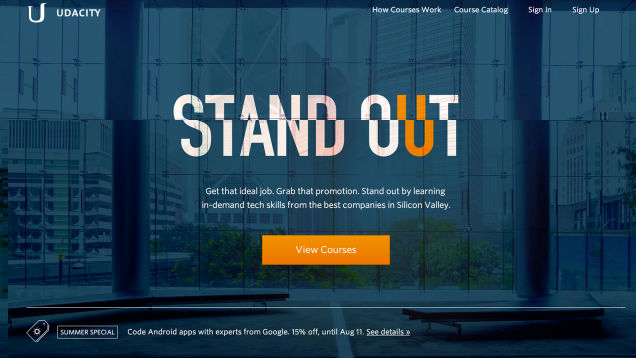 UDACITY
How Courses Work
Course Catalog
Sign In
Sign Up
STAND OUT
Get that ideal job. Grab that promotion. Stand out by learning
in-demand tech skills from the best companies in Silicon Valley.
View Courses
SUMMER SPECIAL
Code Android apps with experts from Google. 15% off, until Aug 11. See details »